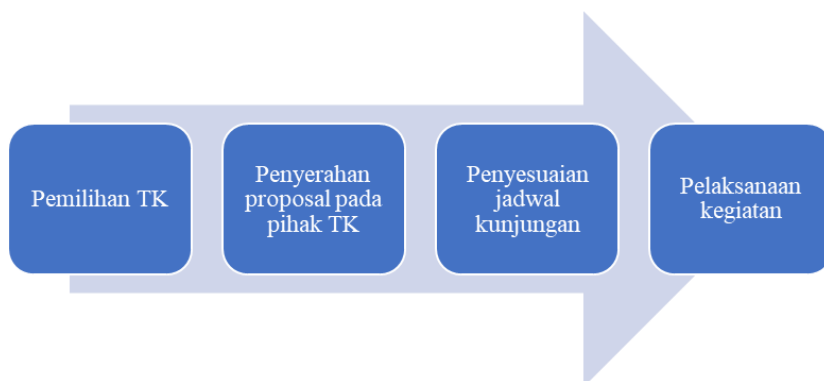 Pemilihan TK
Penyerahan
proposal pada
pihak TK
Penyesuaian
jadwal
kunjungan
Pelaksanaan
kegiatan